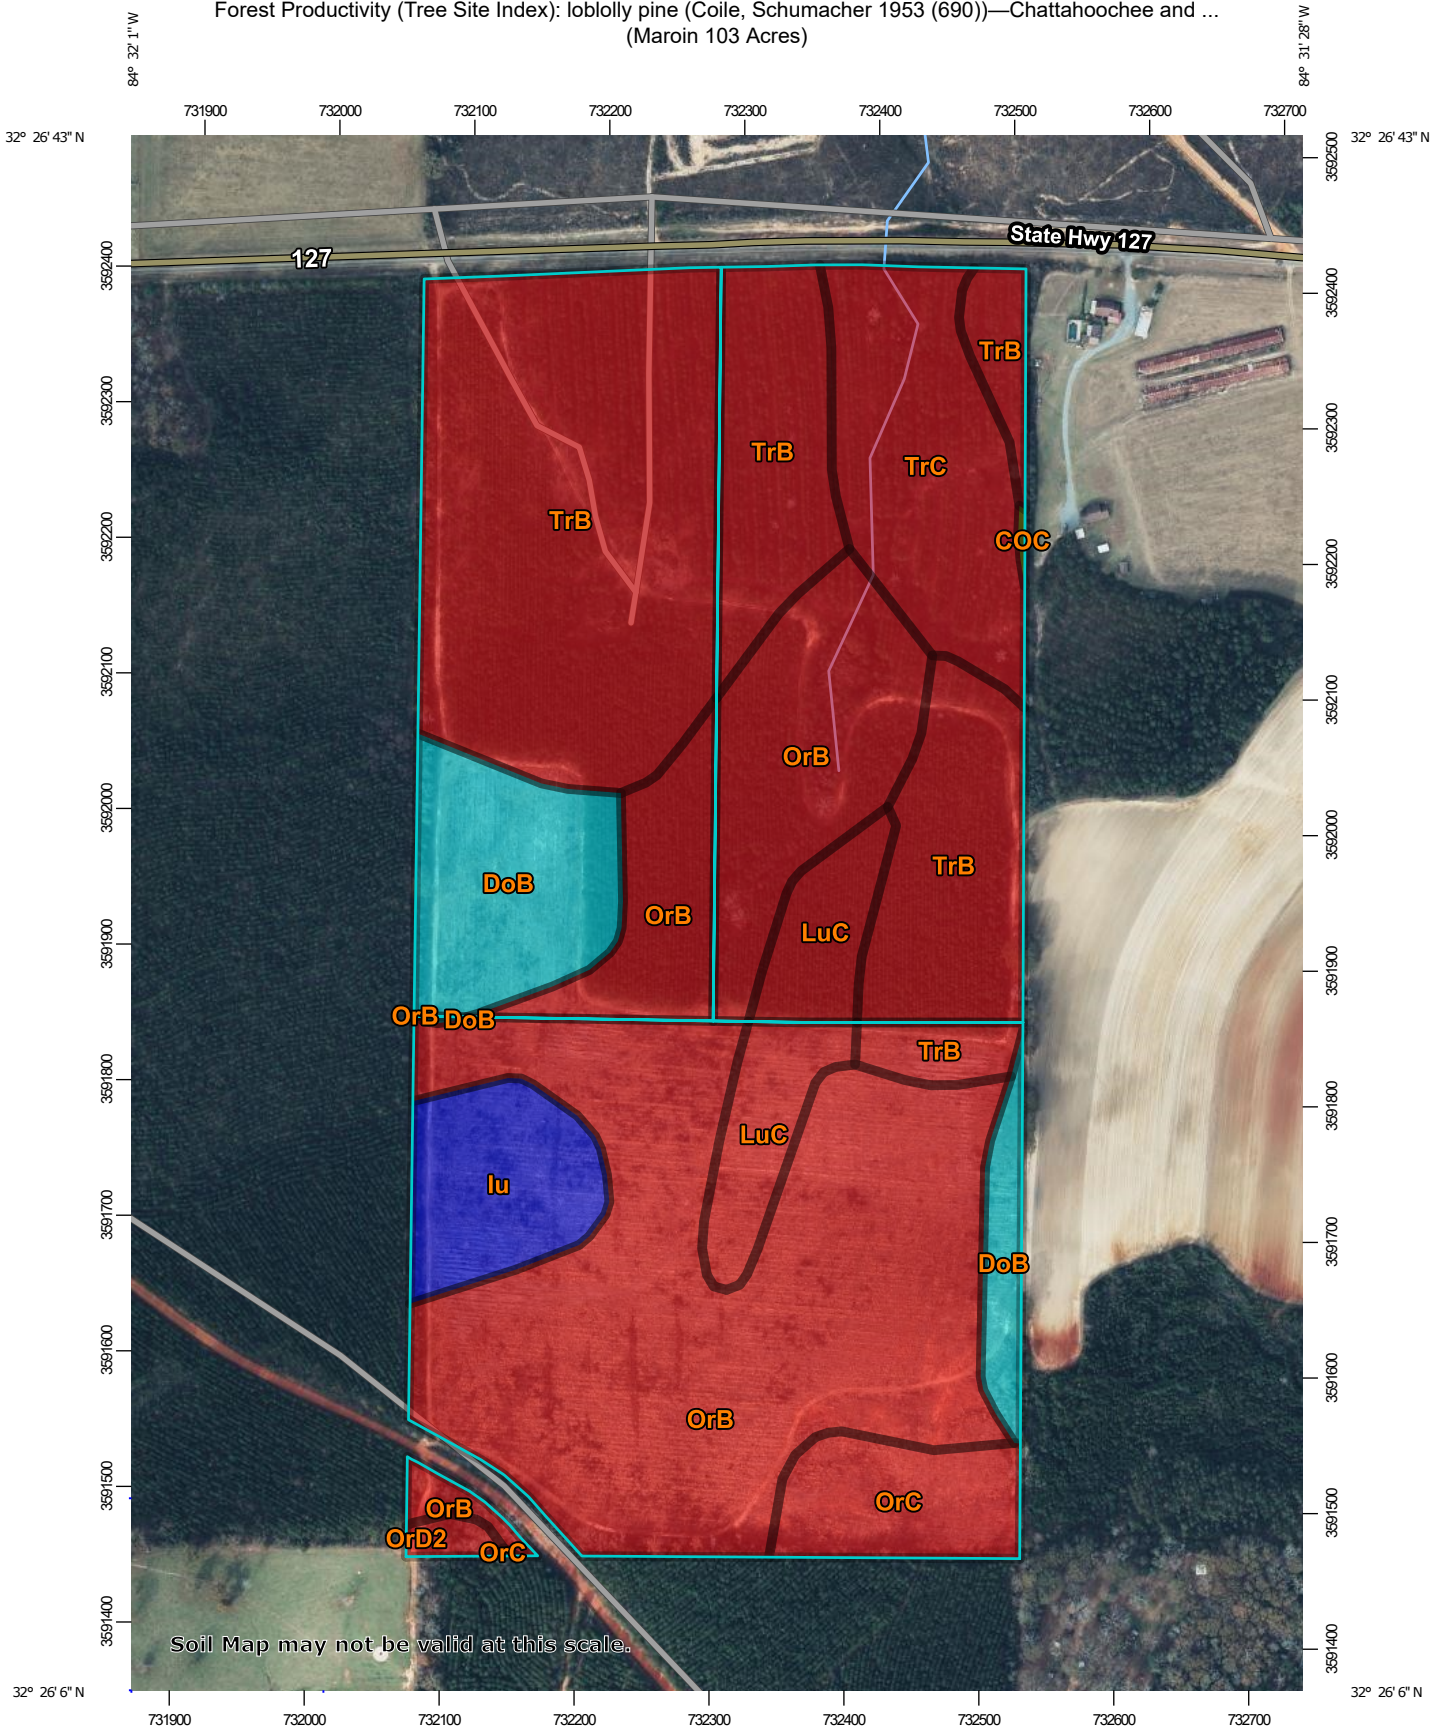 Forest Productivity (Tree Site Index): loblolly pine (Coile, Schumacher 1953 (690))—Chattahoochee and ...
(Maroin 103 Acres)
84° 32' 1'' W
84° 31' 28'' W
731900 732000 732100 732200 732300 732400 732500 732600 732700
32° 26' 43'' N
32° 26' 43'' N
3592500
State Hwy 127
127
3592400
3592400
TrB
3592300
3592300
TrB
TrC
TrB
3592200
COC
3592200
3592100
3592100
OrB
3592000
3592000
TrB
DoB
OrB
LuC
3591900
3591900
OrB DoB
TrB
3591800
3591800
LuC
Iu
3591700
3591700
DoB
3591600
3591600
OrB
3591500
OrC
OrB
3591500
OrD2
OrC
3591400
3591400
Soil Map may not be valid at this scale.
32° 26' 6'' N
32° 26' 6'' N
731900 732000 732100 732200 732300 732400 732500 732600 732700